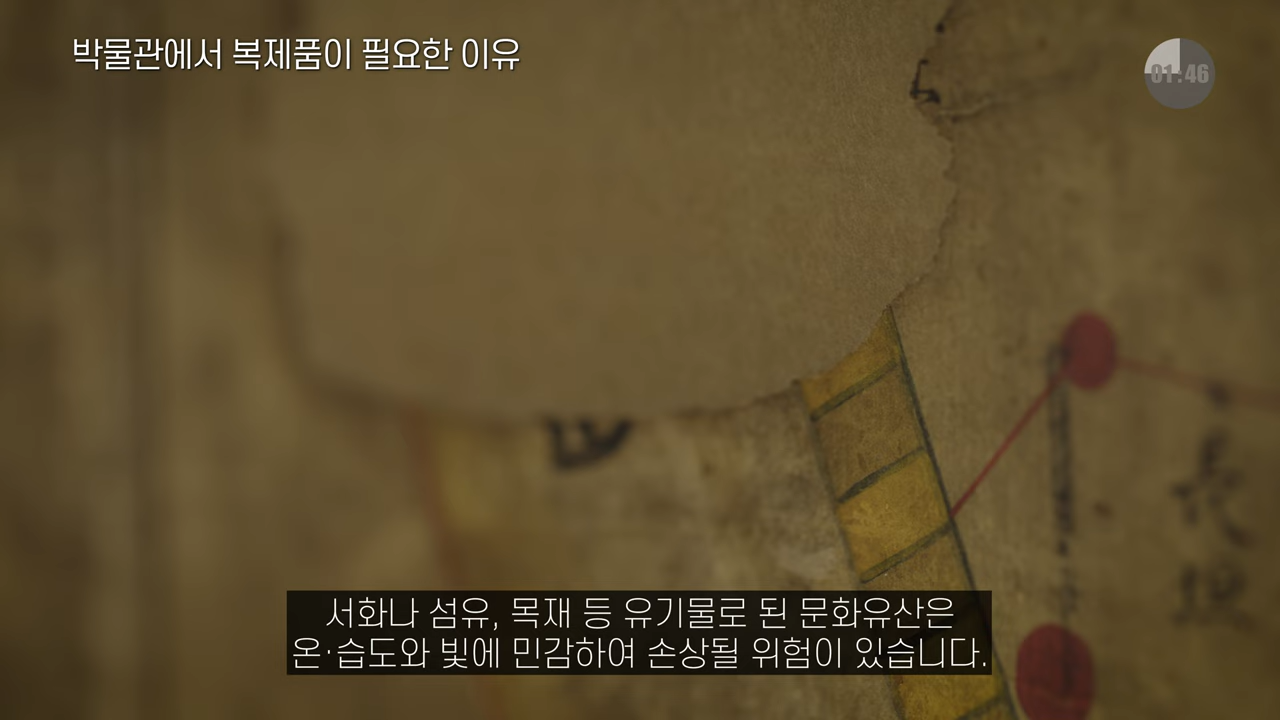 박물관에서 복제품이 필요한 이유
01:46
서화나 섬유, 목재 등 유기물로 된 문화유산은
온·습도와 빛에 민감하여 손상될 위험이 있습니다.